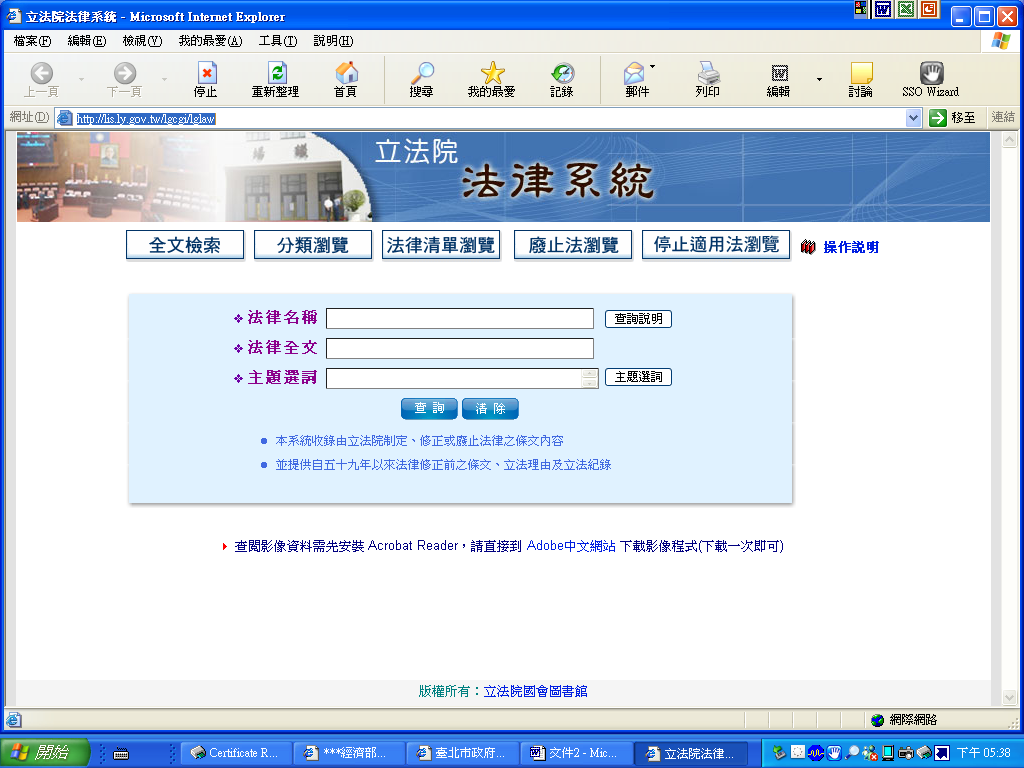 立法院法律系統 - Microsoft Internet Explorer
檔案(F) 編輯(E) 檢視(V) 我的最愛(A) 工具(T) 說明(H)
上一頁 下一頁 停止 重新整理 首頁 搜尋 我的最愛 記錄 郵件 列印 編輯 討論 SSO Wizard
網址(D) http://lis.ly.gov.tw/lgcgi/lglaw 移至 連結
立法院
法律系統
全文檢索 分類瀏覽 法律清單瀏覽 廢止法瀏覽 停止適用法瀏覽 操作說明
法律名稱 查詢說明
法律全文
主題選詞 主題選詞
查詢 清除
本系統收錄由立法院制定、修正或廢止法律之條文內容
並提供自五十九年以來法律修正前之條文、立法理由及立法紀錄
查閱影像資料需先安裝 Acrobat Reader，請直接到 Adobe中文網站 下載影像程式(下載一次即可)
版權所有：立法院國會圖書館
網際網路
開始 Certificate R... ***經濟部... 臺北市政府... 文件2 - Mic... 立法院法律... 下午 05:38